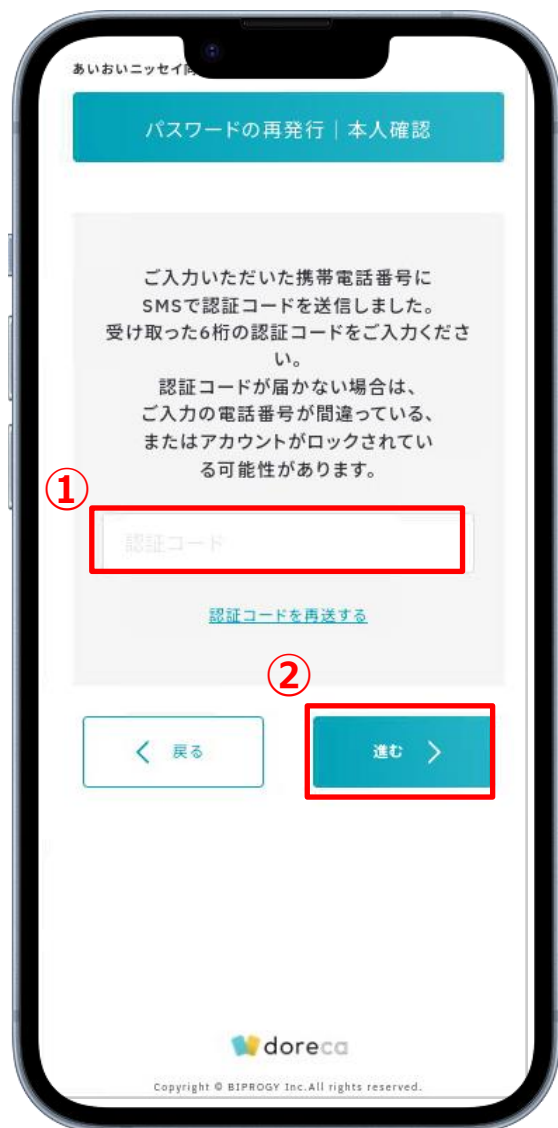 あいおいニッセイ同
パスワードの再発行｜本人確認
ご入力いただいた携帯電話番号に
SMSで認証コードを送信しました。
受け取った6桁の認証コードをご入力くださ
い。
認証コードが届かない場合は、
ご入力の電話番号が間違っている、
またはアカウントがロックされてい
る可能性があります。
①
認証コード
認証コードを再送する
②
戻る
進む
doreca
Copyright © BIPROGY Inc.All rights reserved.